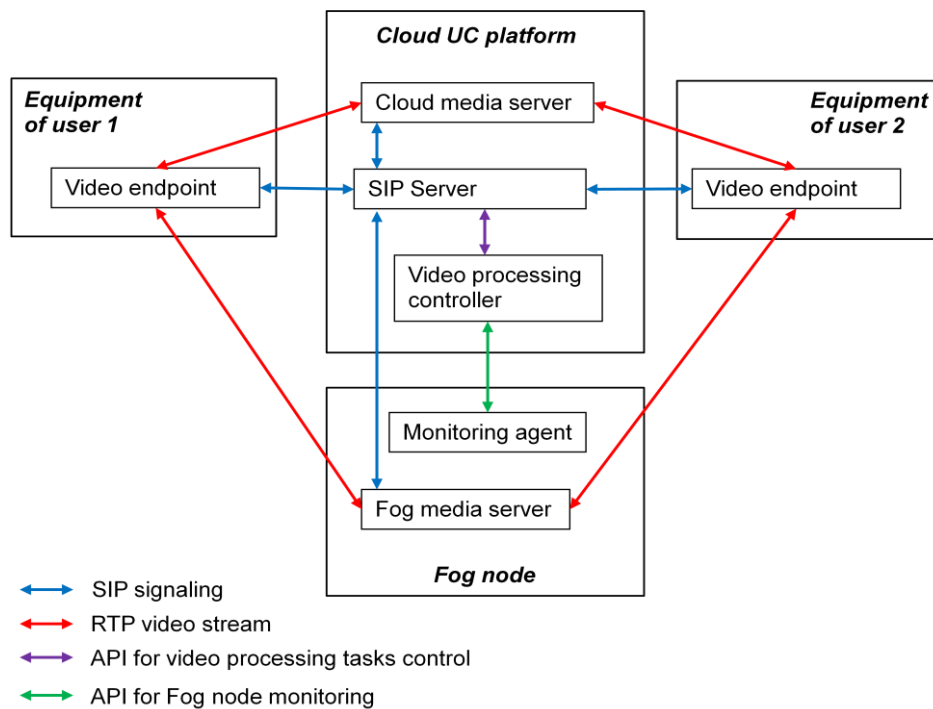 Cloud UC platform
Equipment
of user 1
Equipment
of user 2
Cloud media server
Video endpoint
SIP Server
Video endpoint
Video processing
controller
Monitoring agent
Fog media server
Fog node
SIP signaling
RTP video stream
API for video processing tasks control
API for Fog node monitoring